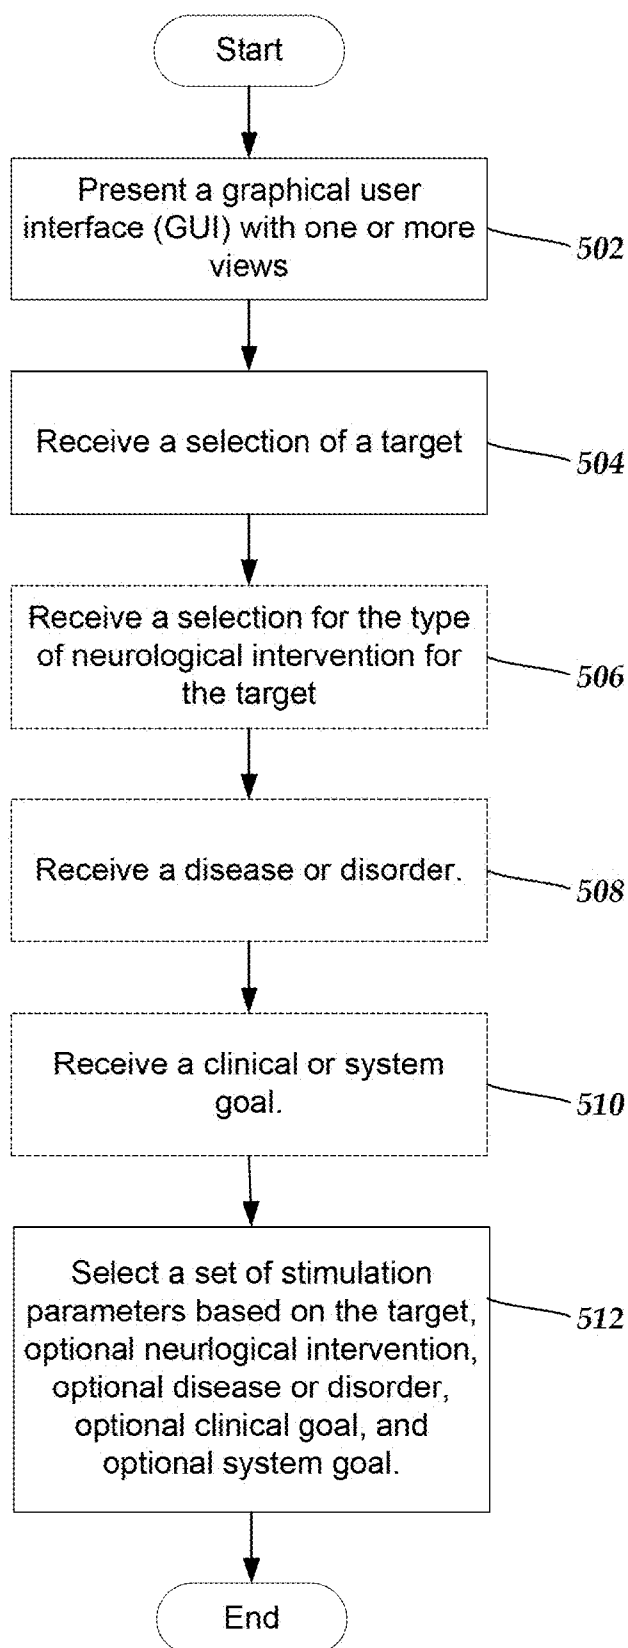 Start
Present a graphical user
interface (GUI) with one or more
views
502
Receive a selection of a target
504
Receive a selection for the type
of neurological intervention for
the target
506
Receive a disease or disorder.
508
Receive a clinical or system
goal.
510
Select a set of stimulation
parameters based on the target,
optional neurlogical intervention,
optional disease or disorder,
optional clinical goal, and
optional system goal.
512
End